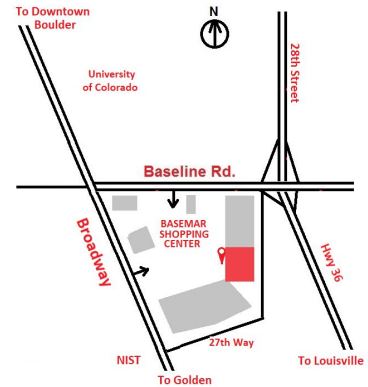 To Downtown
Boulder
N
28th Street
University
of Colorado
Baseline Rd.
Broadway
BASEMAR
SHOPPING
CENTER
Hwy 36
27th Way
NIST
To Louisville
To Golden